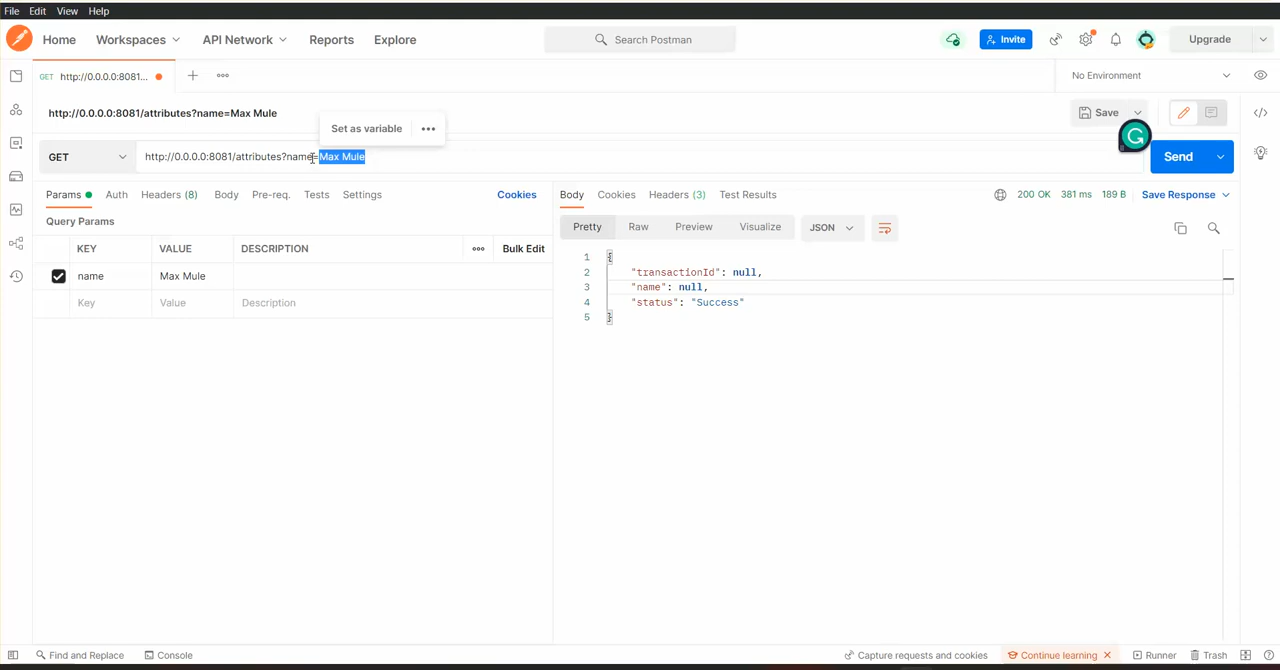 File Edit View Help
Home Workspaces API Network Reports Explore Search Postman Invite Upgrade
GET http://0.0.0.0:8081... No Environment
http://0.0.0.0:8081/attributes?name=Max Mule Save
Set as variable
GET http://0.0.0.0:8081/attributes?name=Max Mule Send
Params Auth Headers (8) Body Pre-req. Tests Settings Cookies
Body Cookies Headers (3) Test Results 200 OK 381 ms 189 B Save Response
Query Params
Pretty Raw Preview Visualize JSON
KEY VALUE DESCRIPTION Bulk Edit
name Max Mule
Key Value Description
1 {
2 "transactionId": null,
3 "name": null,
4 "status": "Success"
5 }
Find and Replace Console Capture requests and cookies Continue learning Runner Trash